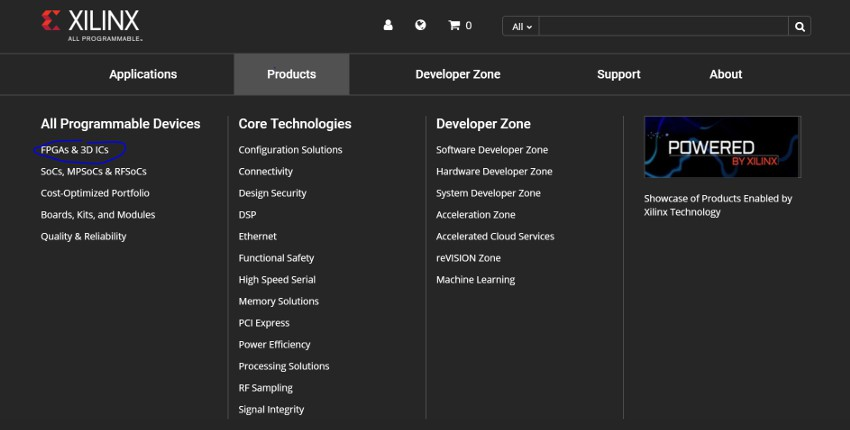 XILINX
ALL PROGRAMMABLE™
0
All
Applications
Products
Developer Zone
Support
About
All Programmable Devices
FPGAs & 3D ICs
SoCs, MPSoCs & RFSoCs
Cost-Optimized Portfolio
Boards, Kits, and Modules
Quality & Reliability
Core Technologies
Configuration Solutions
Connectivity
Design Security
DSP
Ethernet
Functional Safety
High Speed Serial
Memory Solutions
PCI Express
Power Efficiency
Processing Solutions
RF Sampling
Signal Integrity
Developer Zone
Software Developer Zone
Hardware Developer Zone
System Developer Zone
Acceleration Zone
Accelerated Cloud Services
reVISION Zone
Machine Learning
POWERED
BY XILINX
Showcase of Products Enabled by
Xilinx Technology